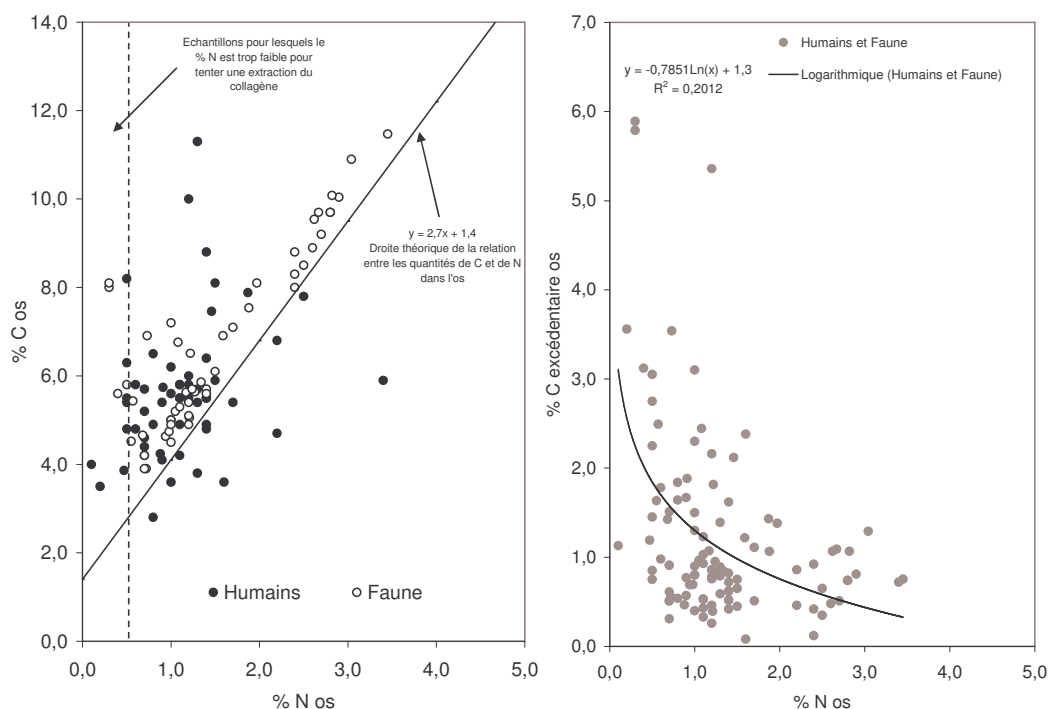 14,0
12,0
10,0
8,0
6,0
4,0
2,0
0,0
% C os
Echantillons pour lesquels le
% N est trop faible pour
tenter une extraction du
collagène
y = 2,7x + 1,4
Droite théorique de la relation
entre les quantités de C et de N
dans l'os
Humains
Faune
0,0 1,0 2,0 3,0 4,0 5,0
% N os
7,0
6,0
5,0
4,0
3,0
2,0
1,0
0,0
% C excédentaire os
Humains et Faune
y = -0,7851Ln(x) + 1,3
R2 = 0,2012
Logarithmique (Humains et Faune)
0,0 1,0 2,0 3,0 4,0 5,0
% N os